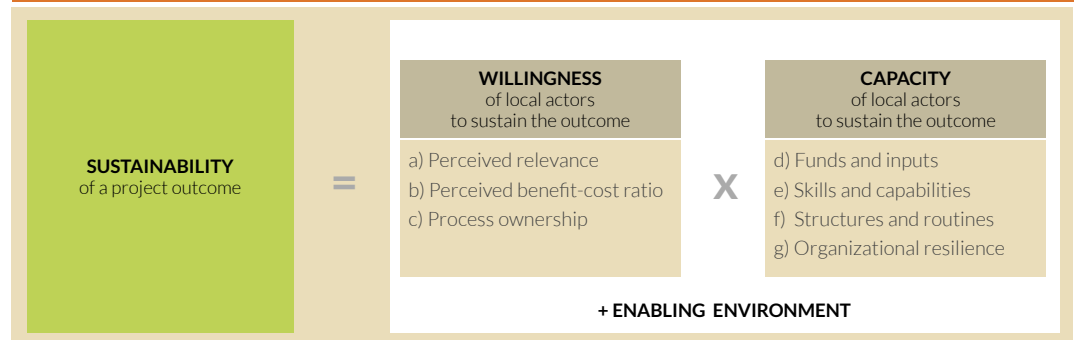 SUSTAINABILITY
of a project outcome
=
WILLINGNESS
of local actors
to sustain the outcome
a) Perceived relevance
b) Perceived benefit-cost ratio
c) Process ownership
X
CAPACITY
of local actors
to sustain the outcome
d) Funds and inputs
e) Skills and capabilities
f) Structures and routines
g) Organizational resilience
+ ENABLING ENVIRONMENT